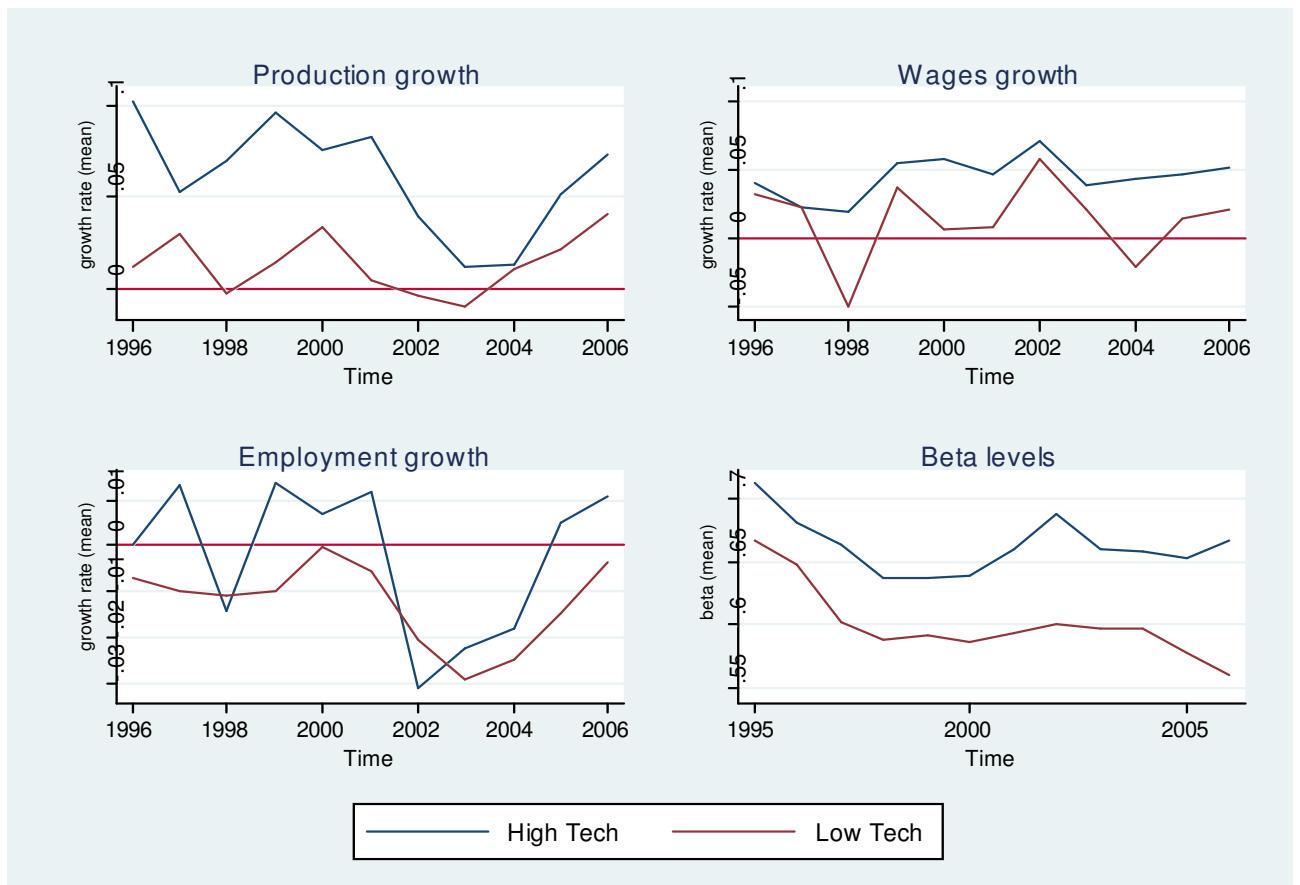 Production growth
growth rate (mean)
.1
.05
0
1996 1998 2000 2002 2004 2006
Time
Wages growth
growth rate (mean)
.1
.05
0
-.05
1996 1998 2000 2002 2004 2006
Time
Employment growth
growth rate (mean)
.01
0
-.01
-.02
-.03
1996 1998 2000 2002 2004 2006
Time
Beta levels
beta (mean)
.7
.65
.6
.55
1995 2000 2005
Time
High Tech Low Tech